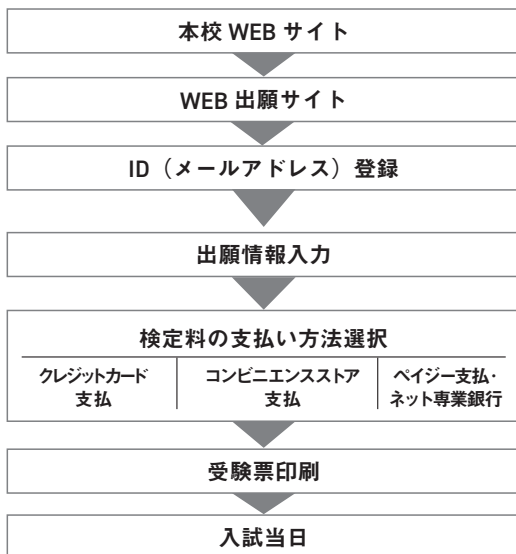 本校 WEB サイト
WEB 出願サイト
ID（メールアドレス）登録
出願情報入力
検定料の支払い方法選択
クレジットカード
支払
コンビニエンスストア
支払
ペイジー支払・
ネット専業銀行
受験票印刷
入試当日